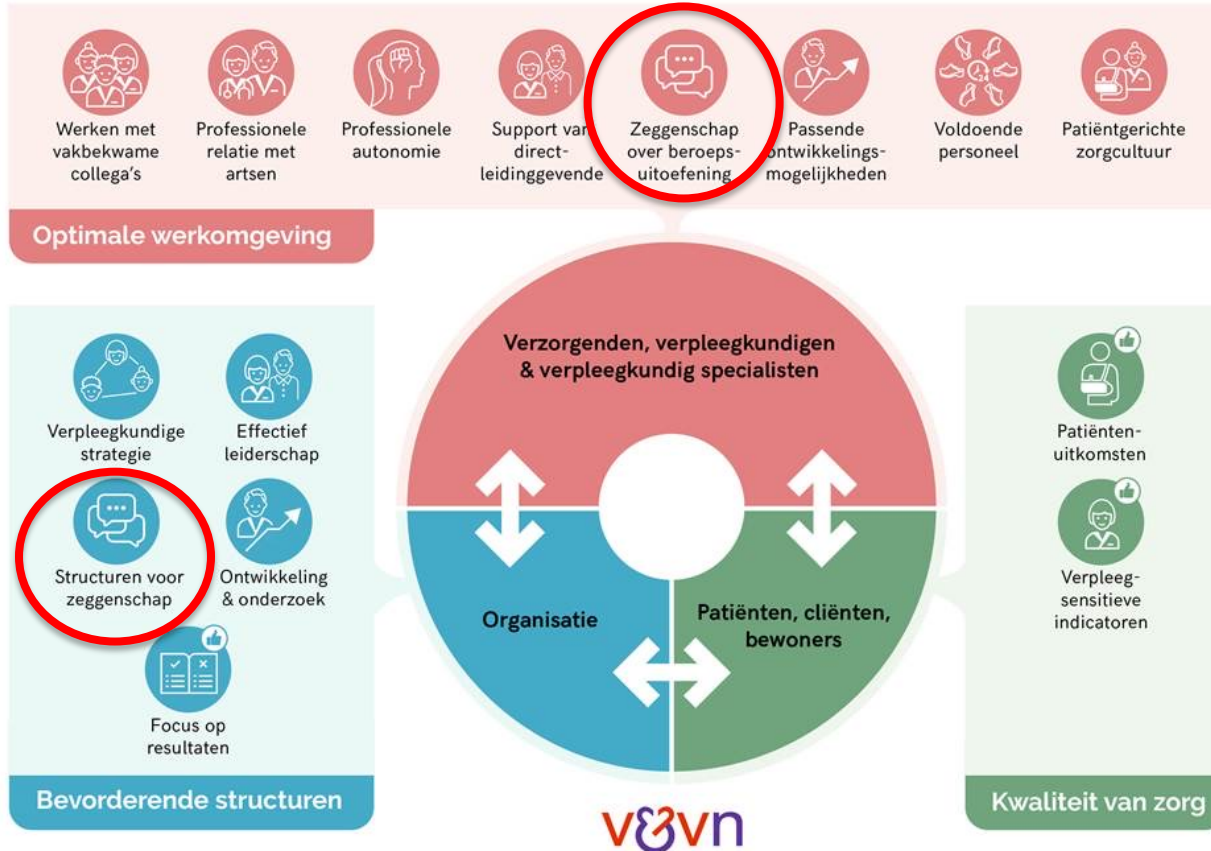 Werken met
vakbekwame
collega's
Professionele
relatie met
artsen
Professionele
autonomie
Support van
direct-
leidinggevende
Zeggenschap
over beroeps-
uitoefening
Passende
ontwikkelings-
mogelijkheden
Voldoende
personeel
Patiëntgerichte
zorgcultuur
Optimale werkomgeving
Verzorgenden, verpleegkundigen
& verpleegkundig specialisten
Verpleegkundige
strategie
Effectief
leiderschap
Structuren voor
zeggenschap
Ontwikkeling
& onderzoek
Focus op
resultaten
Bevorderende structuren
Organisatie
Patiënten, cliënten,
bewoners
Patiënten-
uitkomsten
Verpleeg-
sensitieve
indicatoren
Kwaliteit van zorg
v&vn